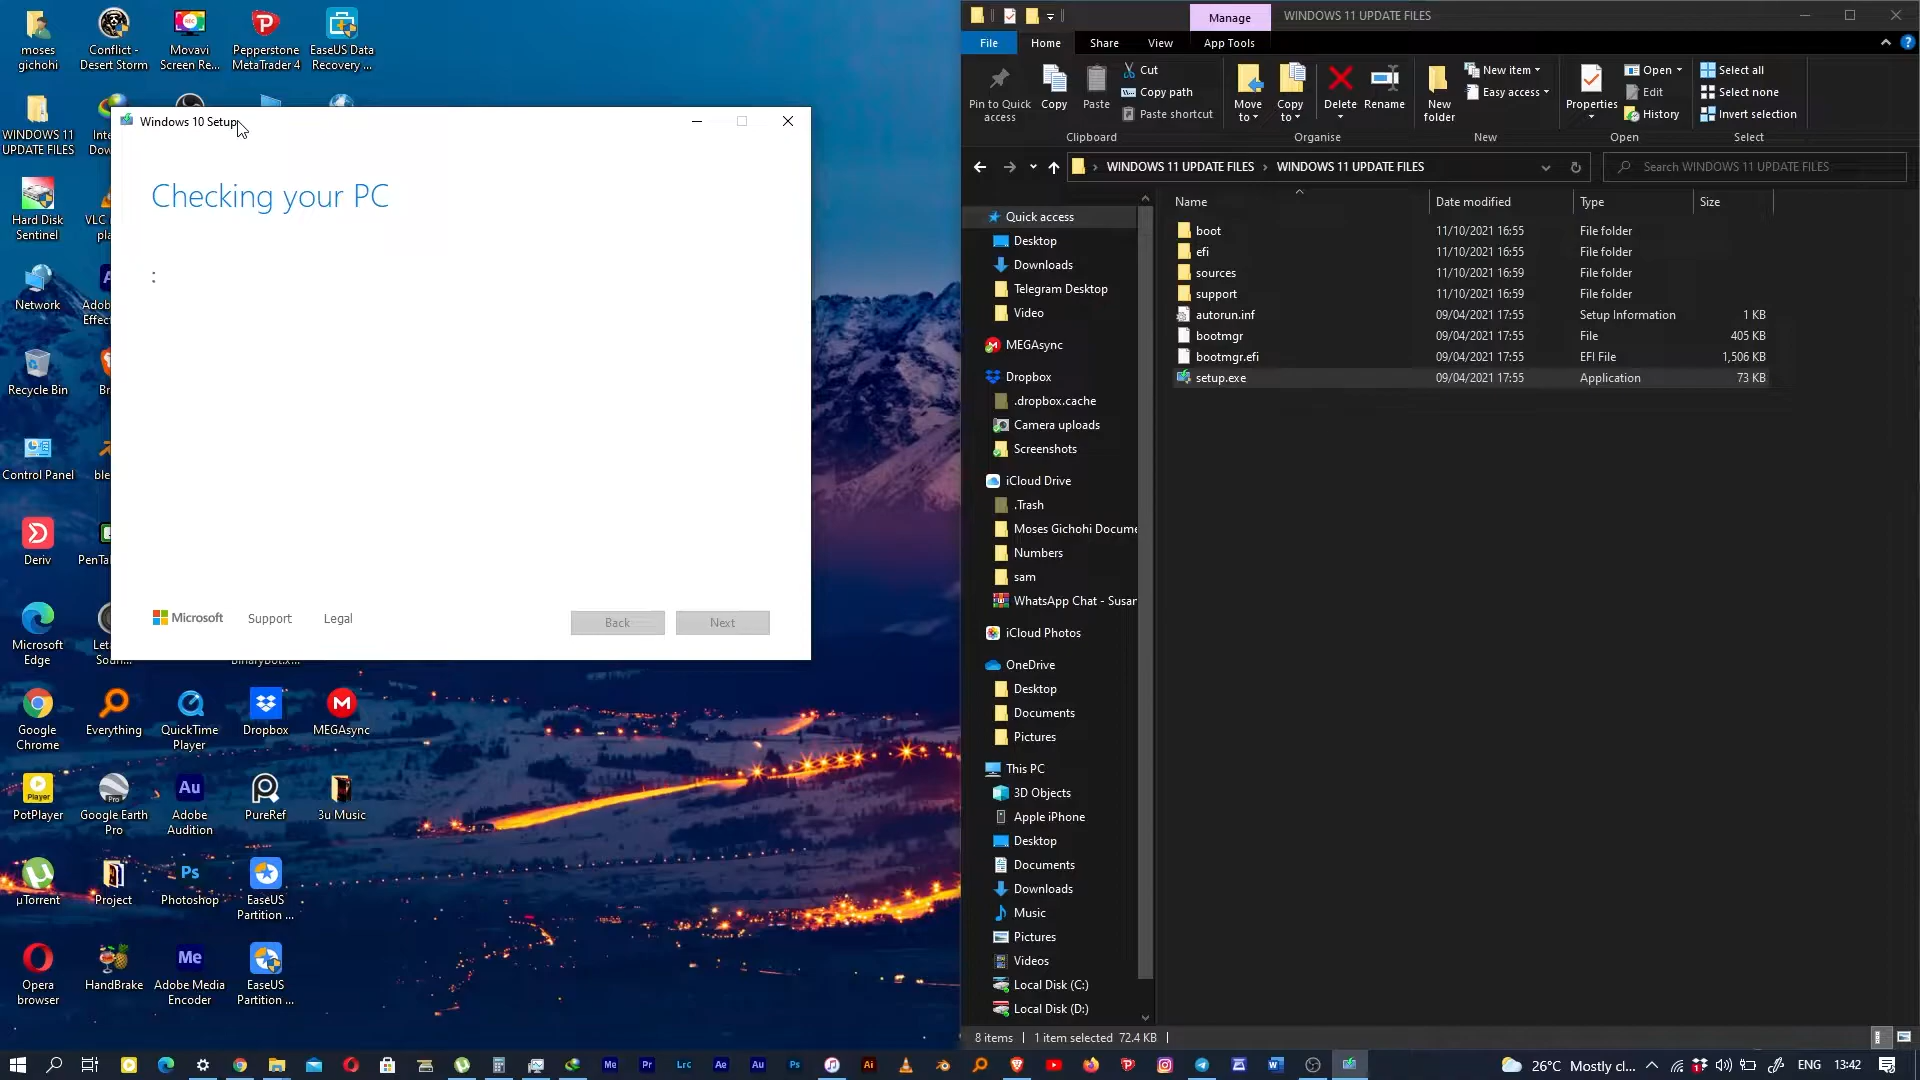 moses
gichohi
Conflict -
Desert Storm
Movavi
Screen Re...
Pepperstone
MetaTrader 4
EaseUS Data
Recovery ...
WINDOWS 11
UPDATE FILES
Hard Disk
Sentinel
Network
Recycle Bin
Control Panel
Deriv
Microsoft
Edge
Google
Chrome
Everything
QuickTime
Player
Dropbox
MEGAsync
PotPlayer
Google Earth
Pro
Adobe
Audition
PureRef
3u Music
µTorrent
Project
Photoshop
EaseUS
Partition ...
Opera
browser
HandBrake
Adobe Media
Encoder
EaseUS
Partition ...
Windows 10 Setup
Checking your PC
Microsoft
Support
Legal
Back
Next
Manage
WINDOWS 11 UPDATE FILES
File
Home
Share
View
App Tools
Pin to Quick
access
Copy
Paste
Cut
Copy path
Paste shortcut
Clipboard
Move
to
Copy
to
Delete
Rename
Organise
New
folder
New item
Easy access
New
Properties
Open
Edit
History
Open
Select all
Select none
Invert selection
Select
WINDOWS 11 UPDATE FILES > WINDOWS 11 UPDATE FILES
Search WINDOWS 11 UPDATE FILES
Quick access
Desktop
Downloads
Telegram Desktop
Video
MEGAsync
Dropbox
.dropbox.cache
Camera uploads
Screenshots
iCloud Drive
.Trash
Moses Gichohi Docume
Numbers
sam
WhatsApp Chat - Susan
iCloud Photos
OneDrive
Desktop
Documents
Pictures
This PC
3D Objects
Apple iPhone
Desktop
Documents
Downloads
Music
Pictures
Videos
Local Disk (C:)
Local Disk (D:)
Name Date modified Type Size
boot 11/10/2021 16:55 File folder
efi 11/10/2021 16:55 File folder
sources 11/10/2021 16:59 File folder
support 11/10/2021 16:59 File folder
autorun.inf 09/04/2021 17:55 Setup Information 1 KB
bootmgr 09/04/2021 17:55 File 405 KB
bootmgr.efi 09/04/2021 17:55 EFI File 1,506 KB
setup.exe 09/04/2021 17:55 Application 73 KB
8 items 1 item selected 72.4 KB
26°C Mostly cl... ENG 13:42